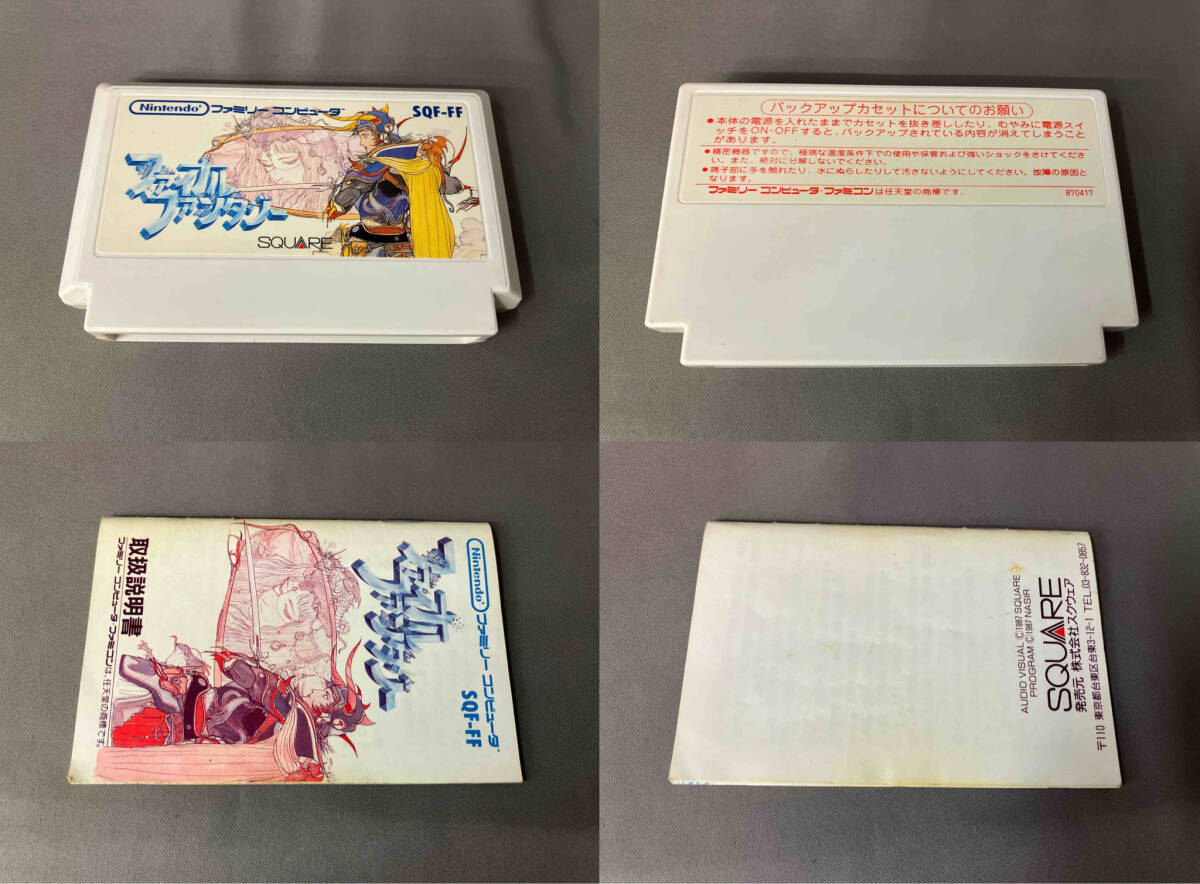 Nintendo ファミリー コンピュータ™ SQF-FF
ファイナル
ファンタジー
SQUARE
バックアップカセットについてのお願い
●本体の電源を入れたままでカセットを抜き差ししたり、むやみに電源スイ
ッチをON・OFFすると、バックアップされている内容が消えてしまうこと
があります。
●精密機器ですので、極端な温度条件下での使用や保管および強いショックをさけてくださ
い。また、絶対に分解しないでください。
●端子部に手を触れたり、水にぬらしたりして汚さないようにしてください。故障の原因と
なります。
ファミリー コンピュータ・ファミコンは任天堂の商標です。 870417
Nintendo ファミリー コンピュータ™
SQF-FF
ファイナル
ファンタジー
取扱説明書
ファミリーコンピュータ・ファミコンは、任天堂の商標です。
AUDIO VISUAL ©1987 SQUARE
PROGRAM ©1987 NASIR
SQUARE
発売元 株式会社スクウェア
〒110 東京都台東区台東3-12-1 TEL.03-832-0857